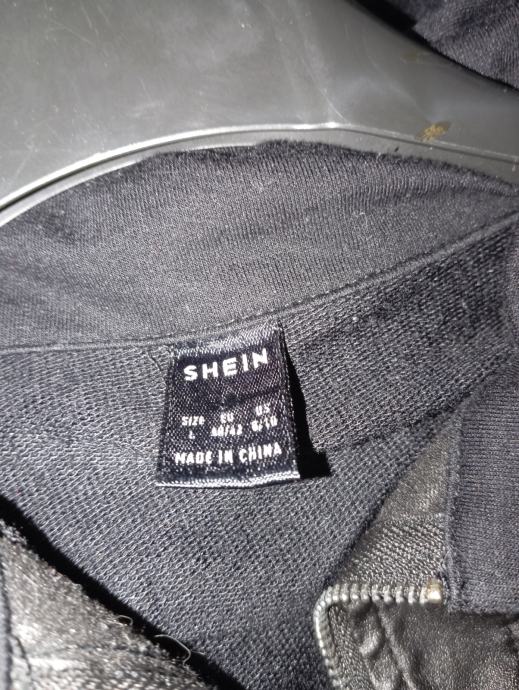 SHEIN
SIZE EU US
L 40/42 8/10
MADE IN CHINA